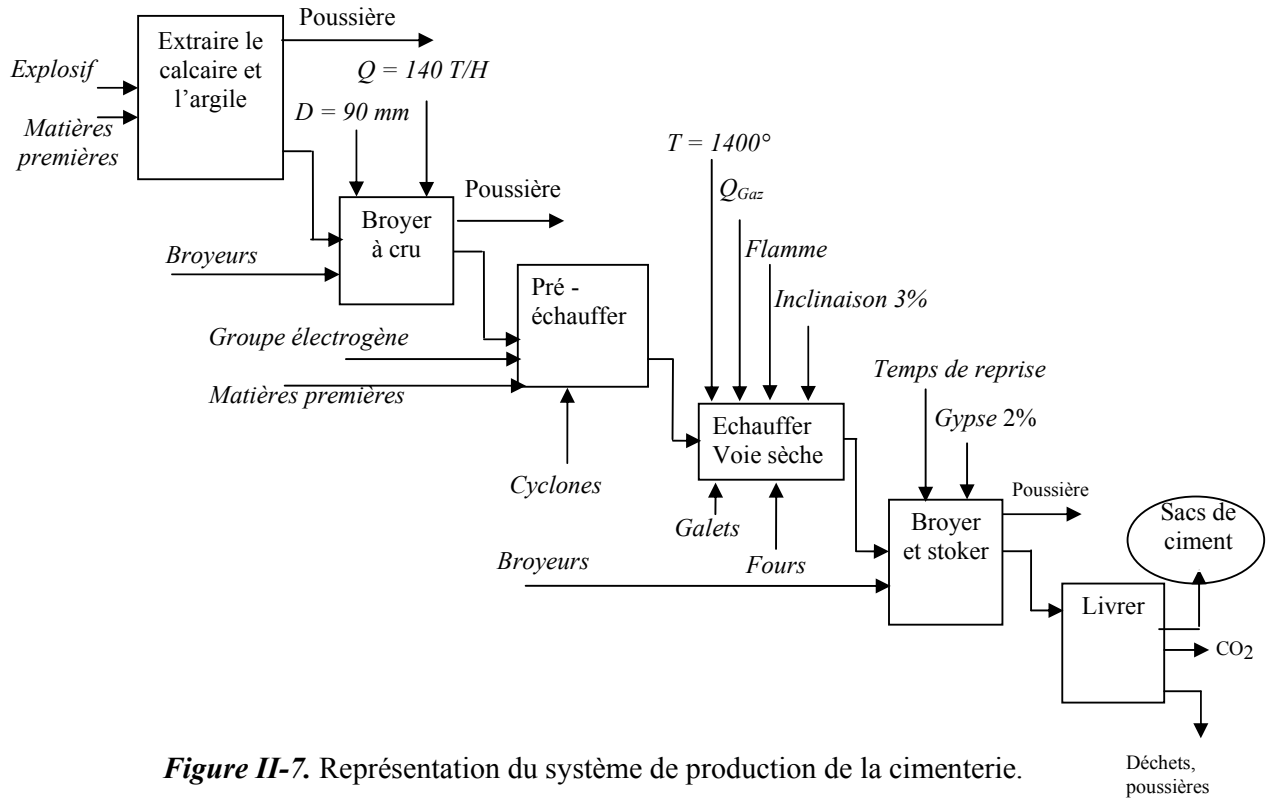 Poussière
Extraire le
calcaire et
l'argile
Explosif
Q = 140 T/H
D = 90 mm
Matières
premières
T = 1400°
Poussière
Q_Gaz
Broyer
à cru
Flamme
Broyeurs
Pré -
échauffer
Inclinaison 3%
Groupe électrogène
Temps de reprise
Matières premières
Gypse 2%
Echauffer
Voie sèche
Cyclones
Poussière
Sacs de
ciment
Galets
Broyer
et stoker
Broyeurs
Fours
Livrer
CO2
Figure II-7. Représentation du système de production de la cimenterie.
Déchets,
poussières